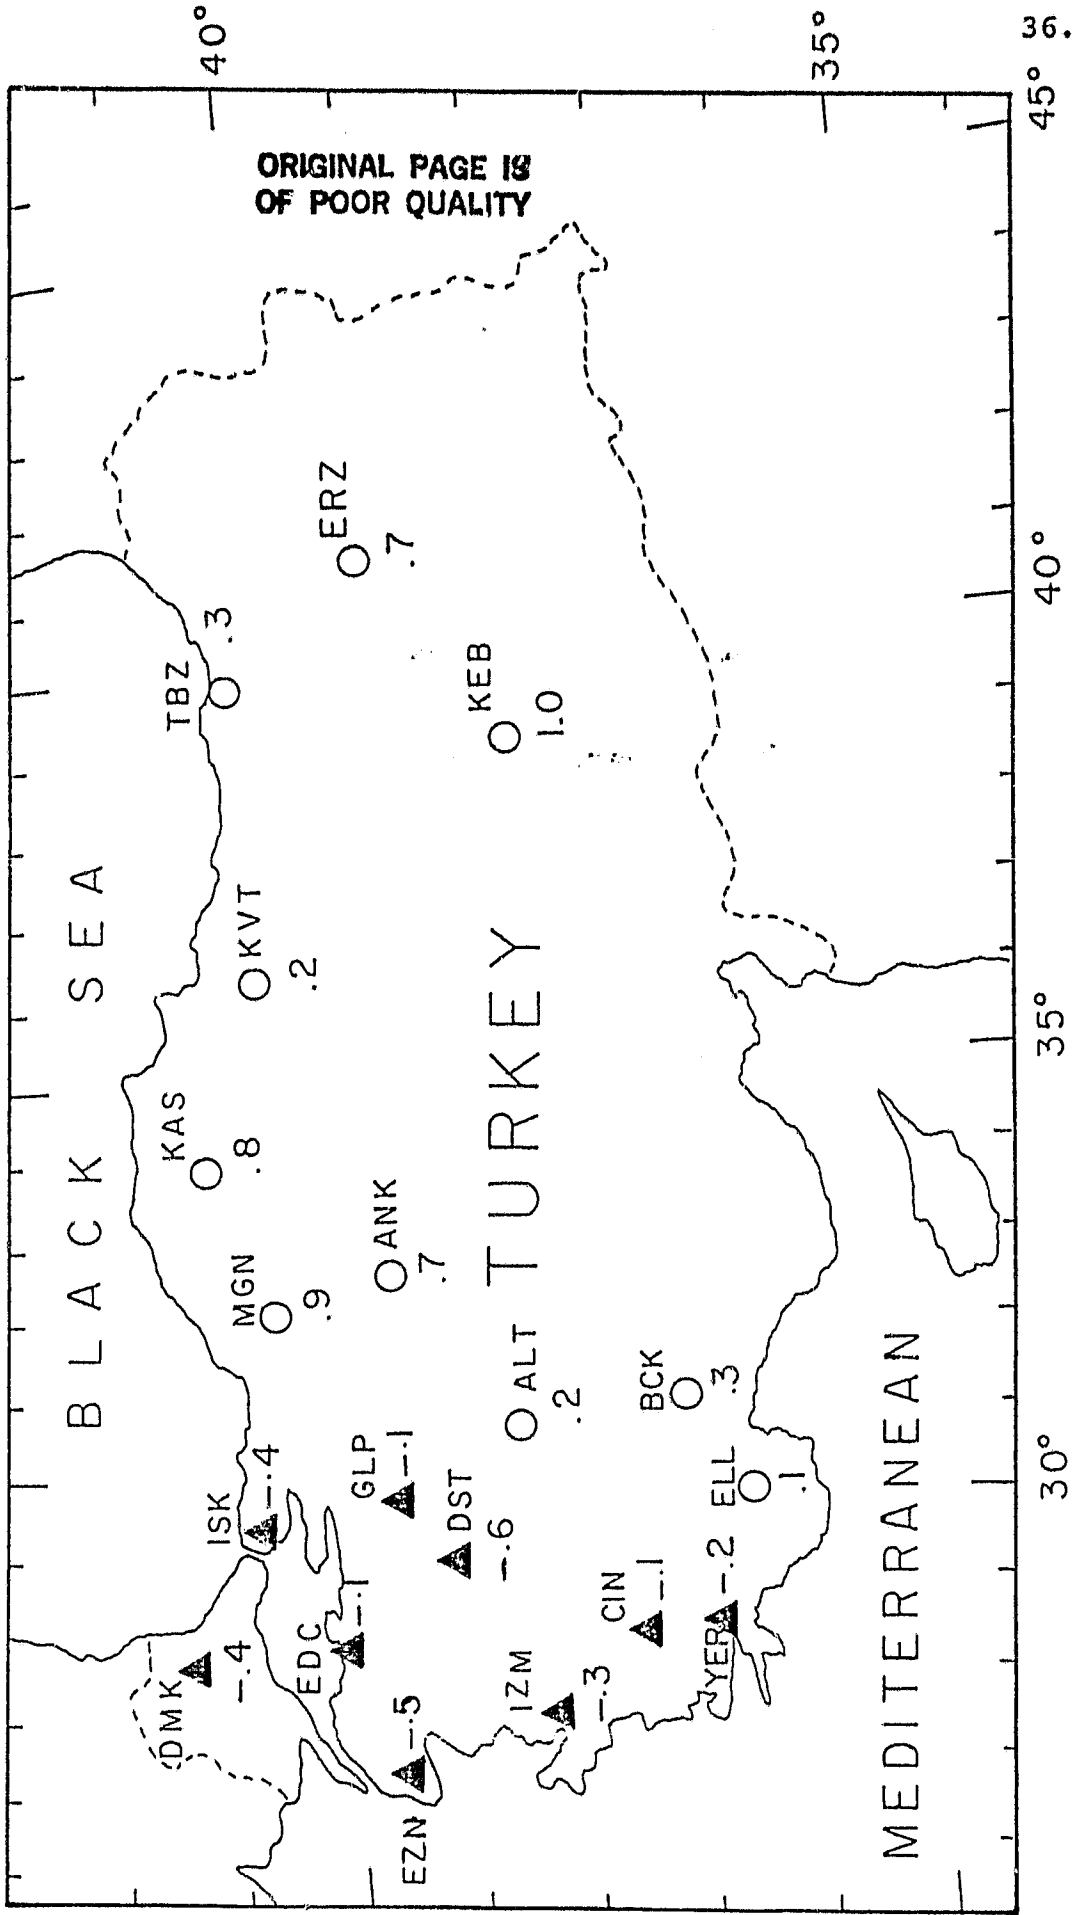 36.
40°
35°
45°
40°
35°
30°
ORIGINAL PAGE IS
OF POOR QUALITY
BLACK SEA
TURKEY
MEDITERRANEAN
DMK
-.4
ISK
-.4
EDC
-.1
EZN
-.5
GLP
-.1
DST
-.6
IZM
-.3
CIN
-.1
YER
-.2
ELL
.1
BCK
.3
ALT
.2
MGN
.9
ANK
.7
KAS
.8
KVT
.2
TBZ
.3
KEB
1.0
ERZ
.7